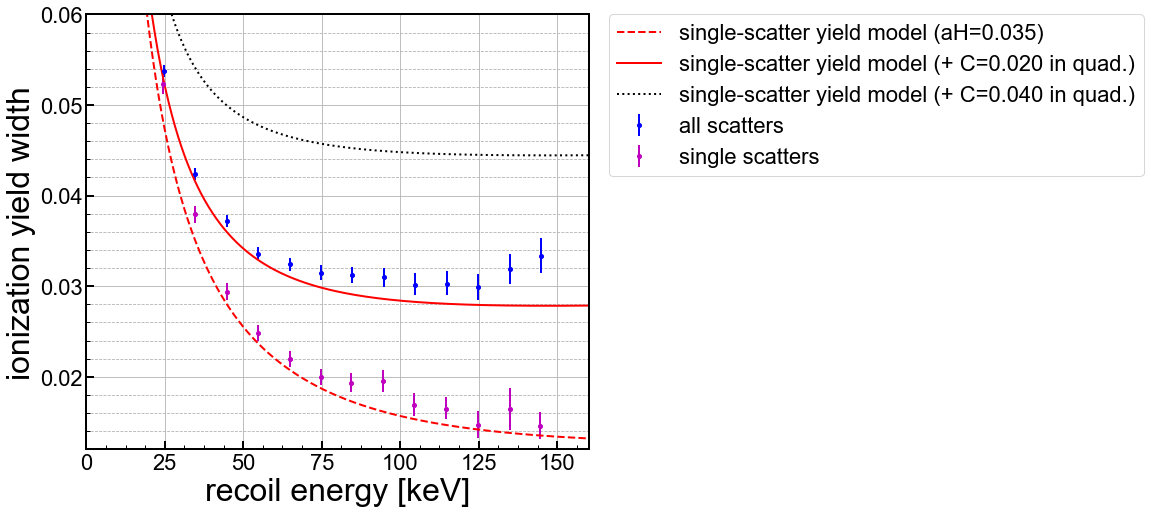 0.06
0.05
0.04
0.03
0.02
ionization yield width
0
25
50
75
100
125
150
recoil energy [keV]
single-scatter yield model (aH=0.035)
single-scatter yield model (+ C=0.020 in quad.)
single-scatter yield model (+ C=0.040 in quad.)
all scatters
single scatters